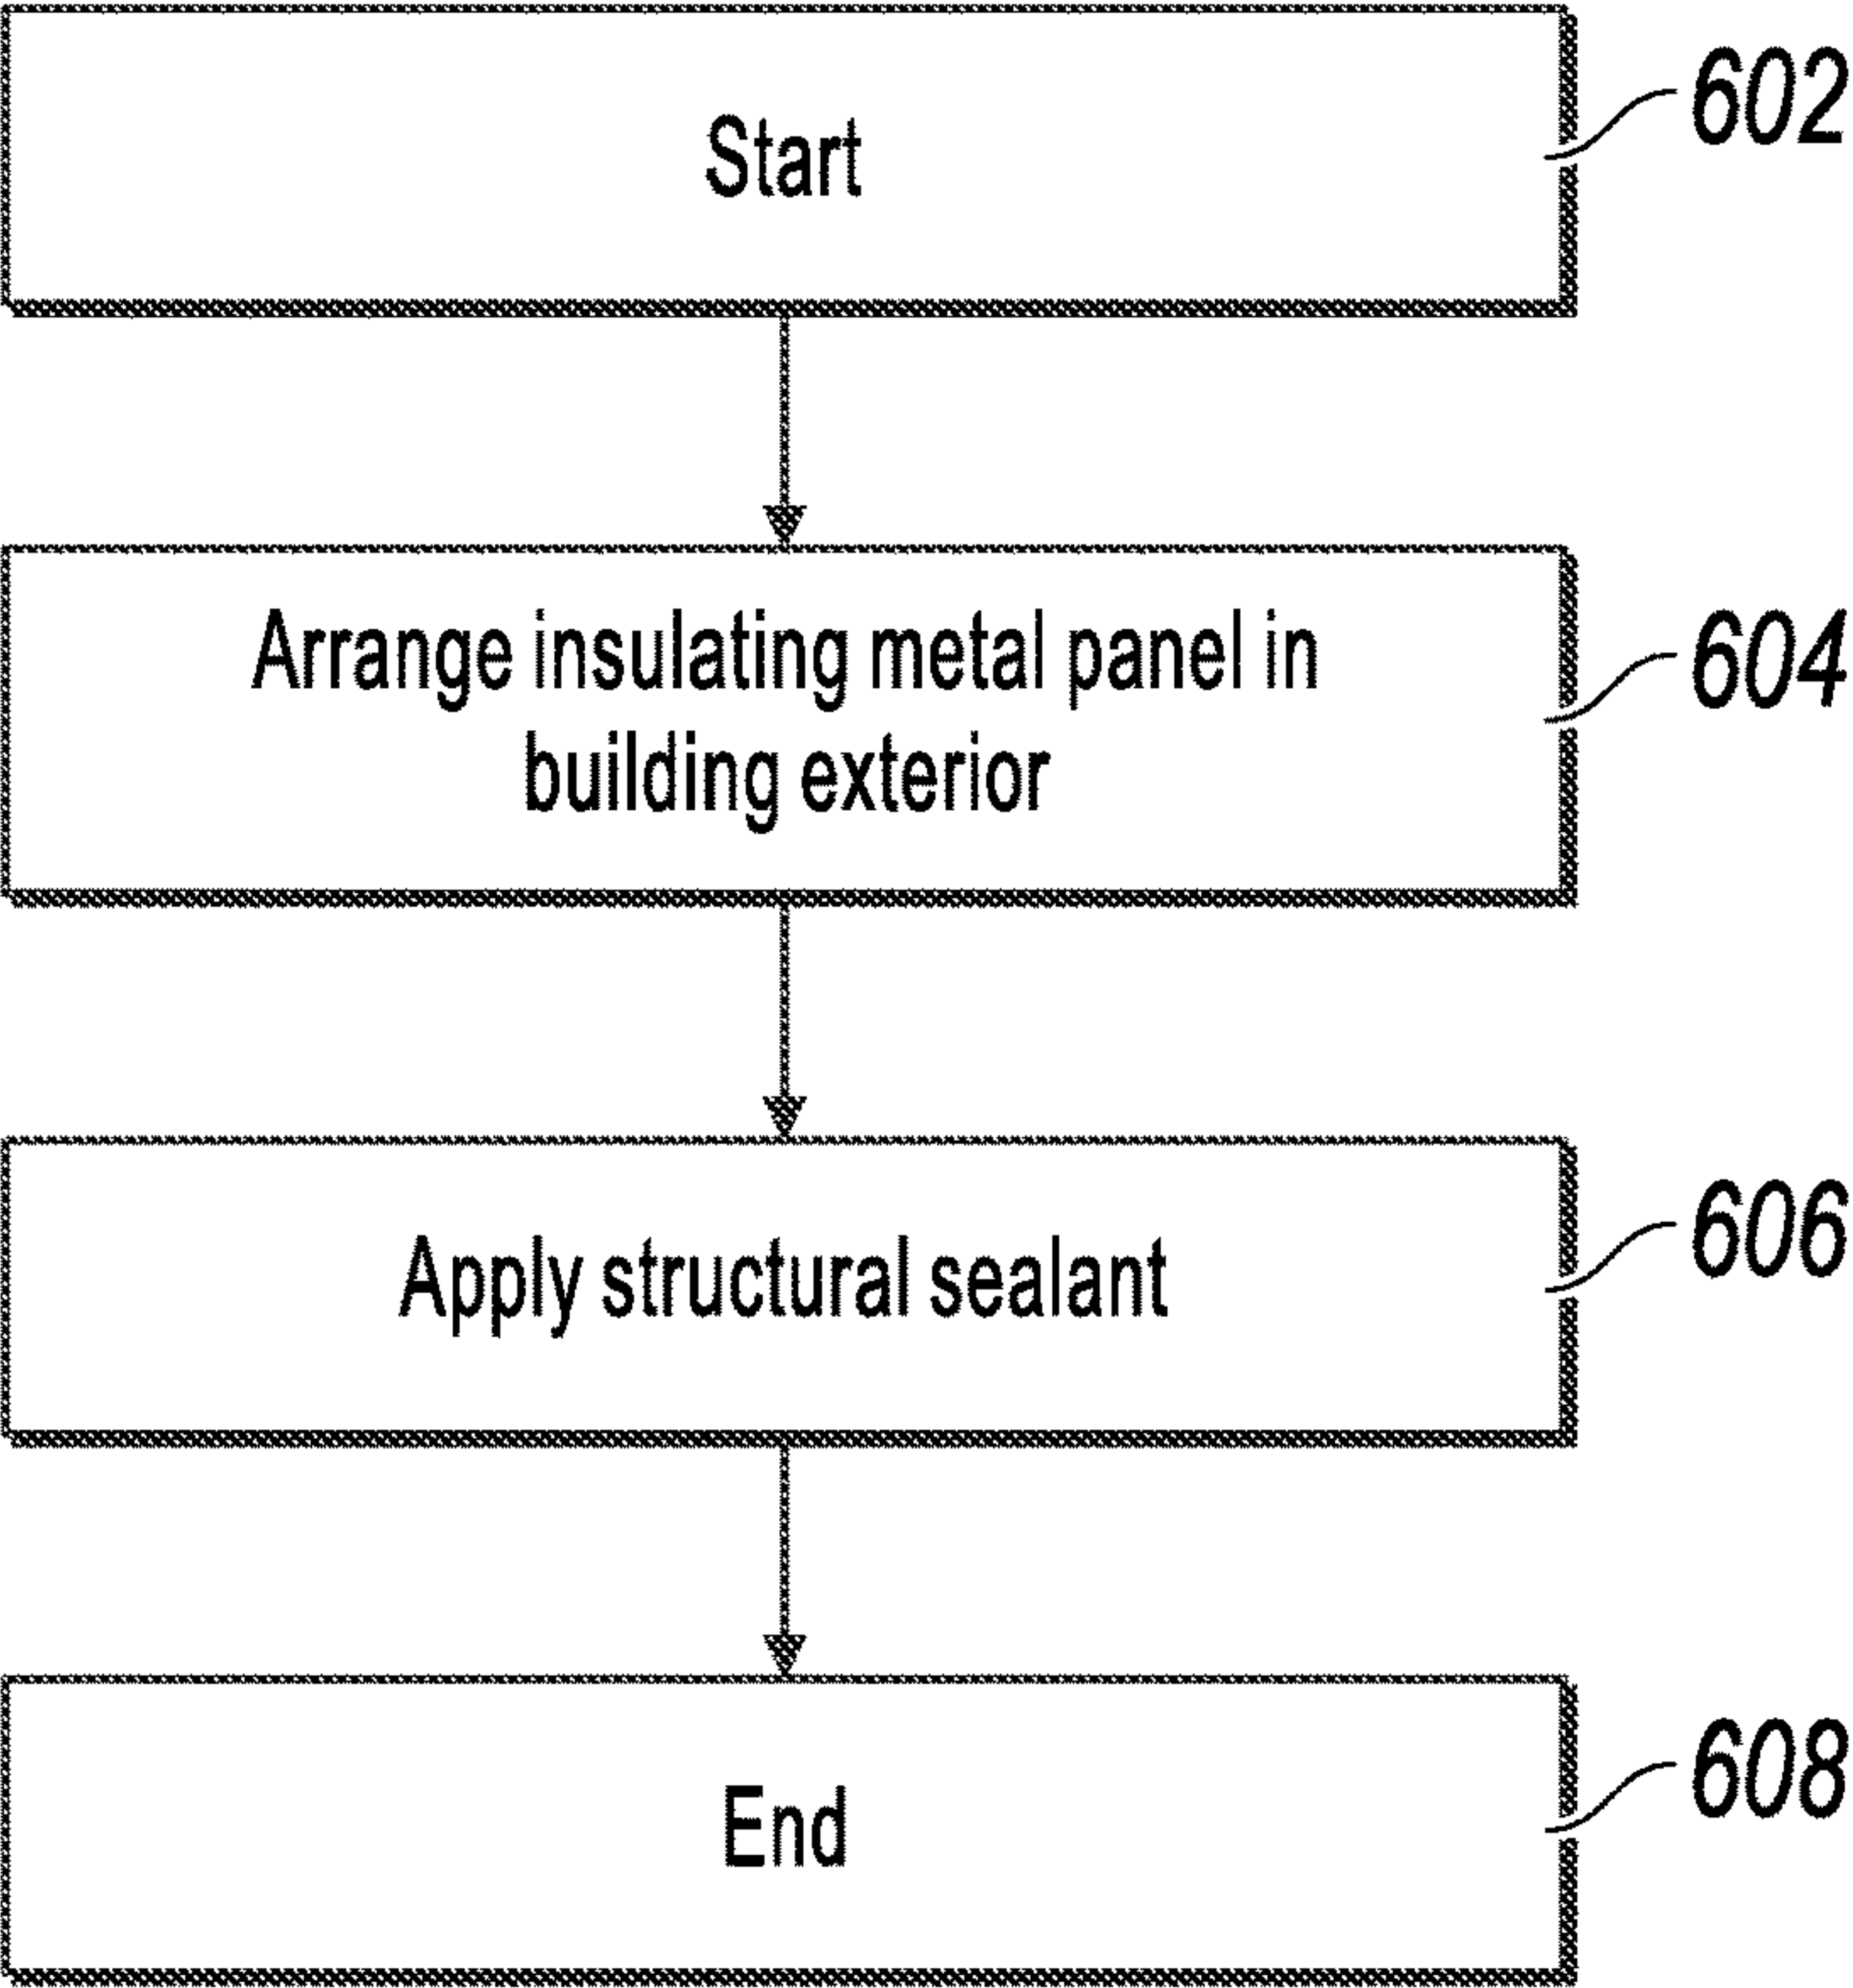 Start
602
Arrange insulating metal panel in
building exterior
604
Apply structural sealant
606
End
608